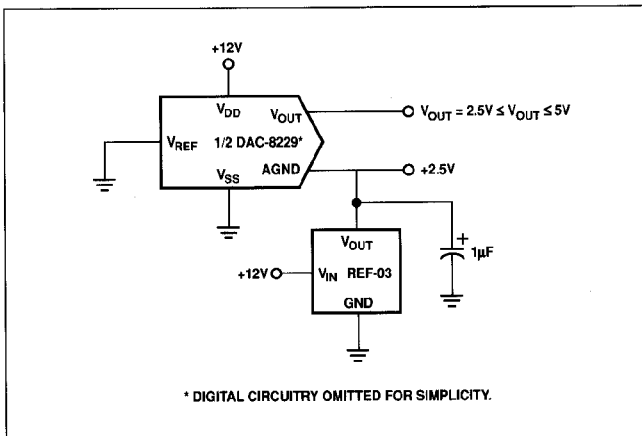 +12V
V_DD
V_OUT
V_OUT = 2.5V ≤ V_OUT ≤ 5V
V_REF
1/2 DAC-8229*
AGND
+2.5V
V_SS
V_OUT
+
1μF
+12V
V_IN
REF-03
GND
* DIGITAL CIRCUITRY OMITTED FOR SIMPLICITY.